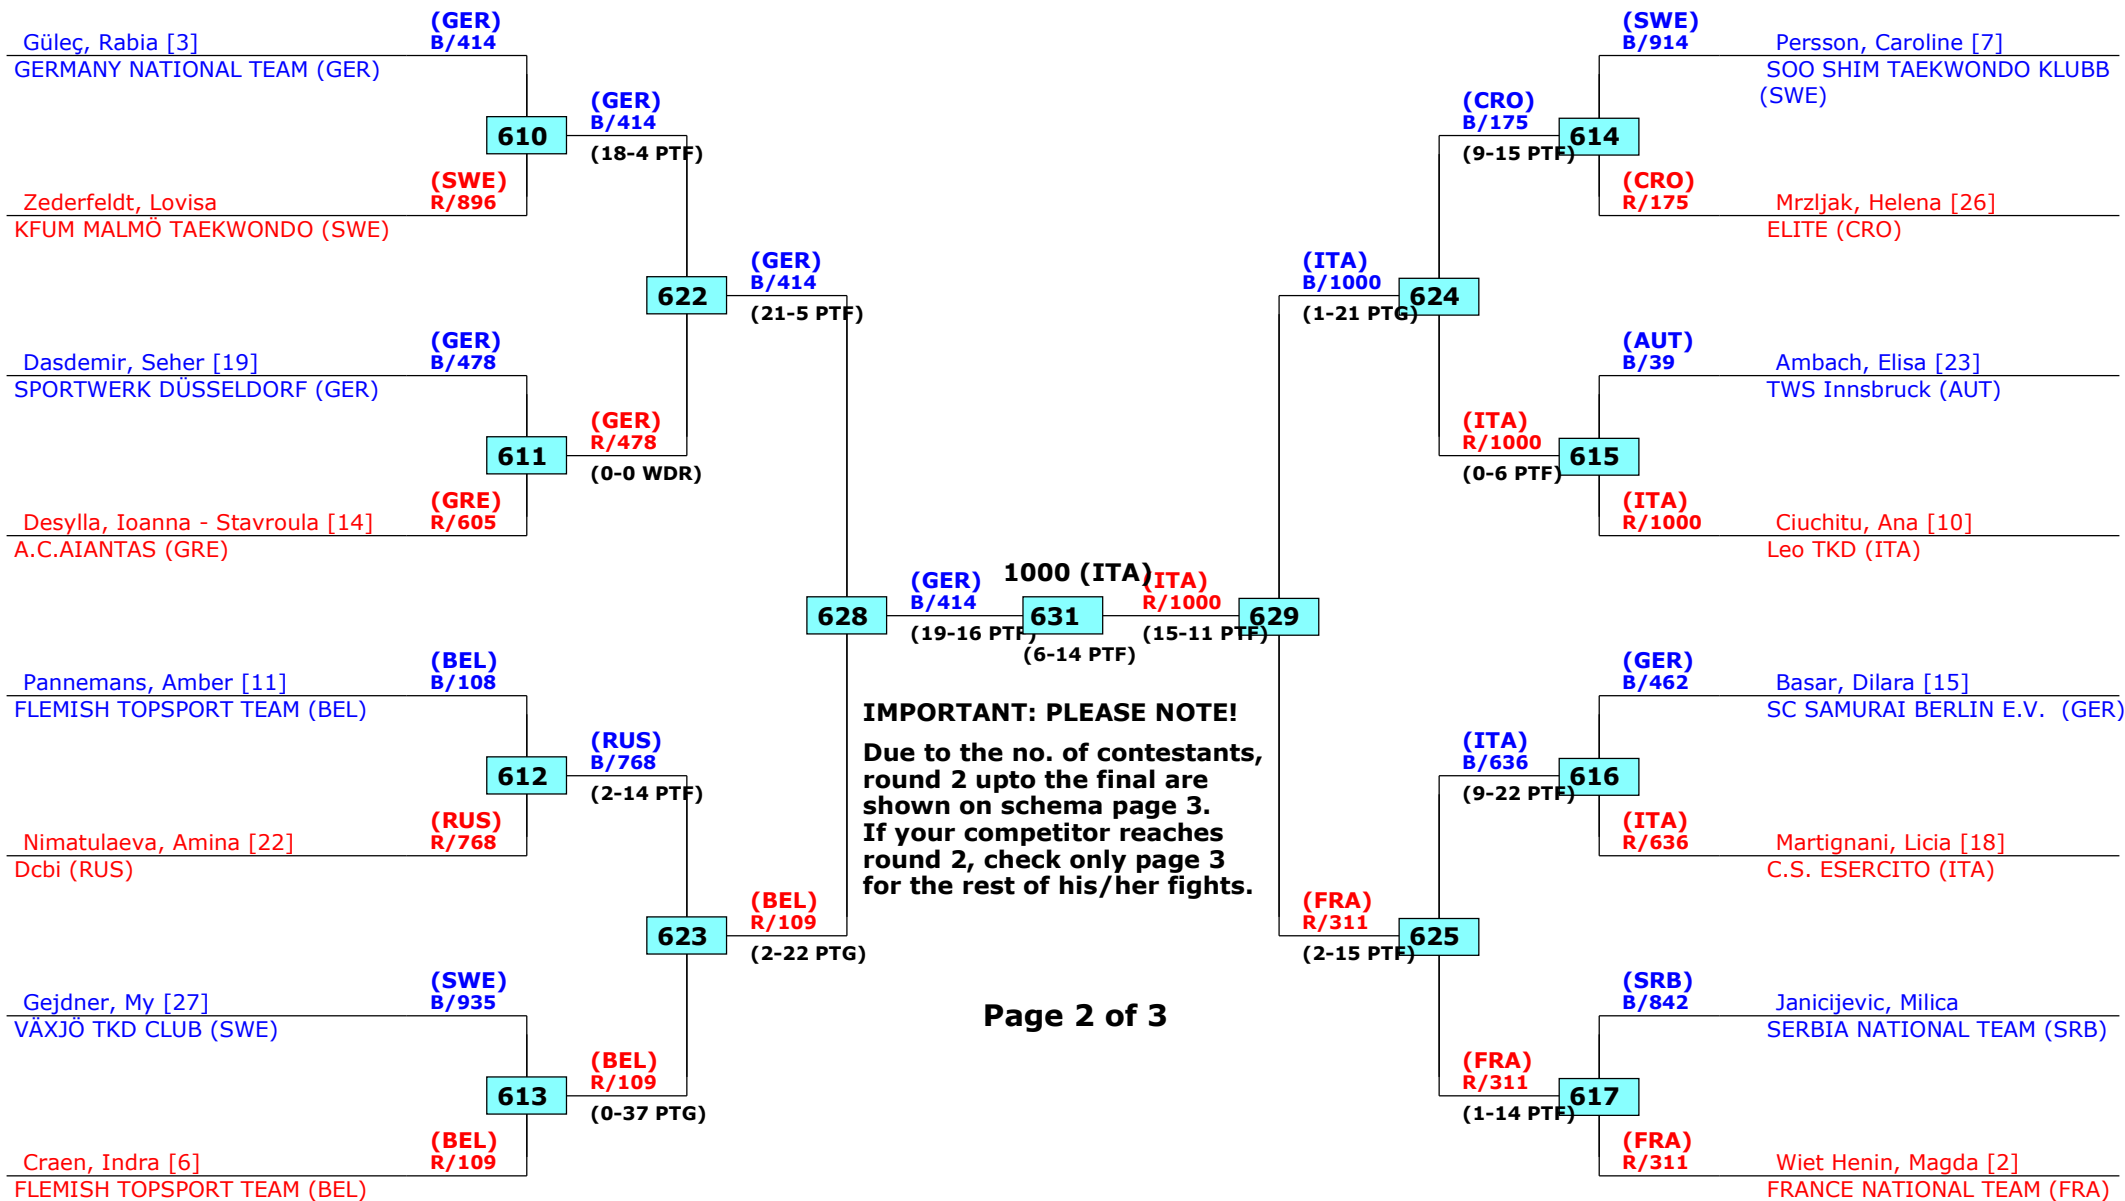 (GER)
B/414
Güleç, Rabia [3]
GERMANY NATIONAL TEAM (GER)
(GER)
B/414
610
(18-4 PTF)
(SWE)
R/896
Zederfeldt, Lovisa
KFUM MALMÖ TAEKWONDO (SWE)
(GER)
B/414
622
(21-5 PTF)
(GER)
B/478
Dasdemir, Seher [19]
SPORTWERK DÜSSELDORF (GER)
(GER)
R/478
611
(0-0 WDR)
(GRE)
R/605
Desylla, Ioanna - Stavroula [14]
A.C.AIANTAS (GRE)
(GER)
B/414
628
(19-16 PTF)
1000 (ITA)
631
(6-14 PTF)
(ITA)
R/1000
629
(15-11 PTF)
(BEL)
B/108
Pannemans, Amber [11]
FLEMISH TOPSPORT TEAM (BEL)
(RUS)
B/768
612
(2-14 PTF)
(RUS)
R/768
Nimatulaeva, Amina [22]
Dcbi (RUS)
(BEL)
R/109
623
(2-22 PTG)
(SWE)
B/935
Gejdner, My [27]
VÄXJÖ TKD CLUB (SWE)
(BEL)
R/109
613
(0-37 PTG)
(BEL)
R/109
Craen, Indra [6]
FLEMISH TOPSPORT TEAM (BEL)
IMPORTANT: PLEASE NOTE!
Due to the no. of contestants,
round 2 upto the final are
shown on schema page 3.
If your competitor reaches
round 2, check only page 3
for the rest of his/her fights.
Page 2 of 3
(SWE)
B/914
Persson, Caroline [7]
SOO SHIM TAEKWONDO KLUBB
(SWE)
(CRO)
B/175
614
(9-15 PTF)
(CRO)
R/175
Mrzljak, Helena [26]
ELITE (CRO)
(ITA)
B/1000
624
(1-21 PTG)
(AUT)
B/39
Ambach, Elisa [23]
TWS Innsbruck (AUT)
(ITA)
R/1000
615
(0-6 PTF)
(ITA)
R/1000
Ciuchitu, Ana [10]
Leo TKD (ITA)
(GER)
B/462
Basar, Dilara [15]
SC SAMURAI BERLIN E.V. (GER)
(ITA)
B/636
616
(9-22 PTF)
(ITA)
R/636
Martignani, Licia [18]
C.S. ESERCITO (ITA)
(FRA)
R/311
625
(2-15 PTF)
(SRB)
B/842
Janicijevic, Milica
SERBIA NATIONAL TEAM (SRB)
(FRA)
R/311
617
(1-14 PTF)
(FRA)
R/311
Wiet Henin, Magda [2]
FRANCE NATIONAL TEAM (FRA)